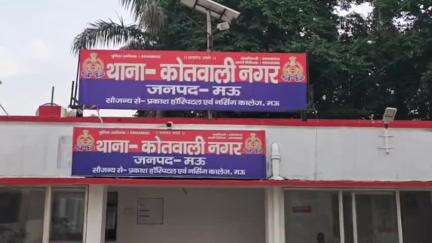 थाना- कोतवाली नगर
जनपद- मऊ
सौजन्य से- प्रकाश हॉस्पिटल एवं नर्सिंग कालेज, मऊ
थाना- कोतवाली नगर
जनपद- मऊ
सौजन्य से- प्रकाश हॉस्पिटल एवं नर्सिंग कालेज, मऊ